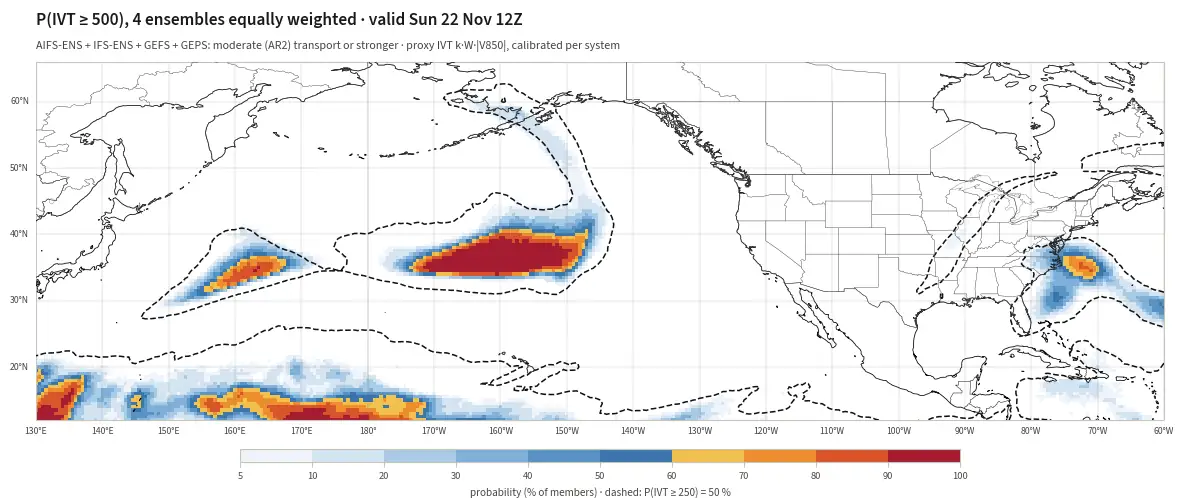 P(IVT ≥ 500), 4 ensembles equally weighted · valid Sun 22 Nov 12Z
AIFS-ENS + IFS-ENS + GEFS + GEPS: moderate (AR2) transport or stronger · proxy IVT k·W·|V850|, calibrated per system
60°N
50°N
40°N
30°N
20°N
130°E 140°E 150°E 160°E 170°E 180° 170°W 160°W 150°W 140°W 130°W 120°W 110°W 100°W 90°W 80°W 70°W 60°W
5 10 20 30 40 50 60 70 80 90 100
probability (% of members) · dashed: P(IVT ≥ 250) = 50 %